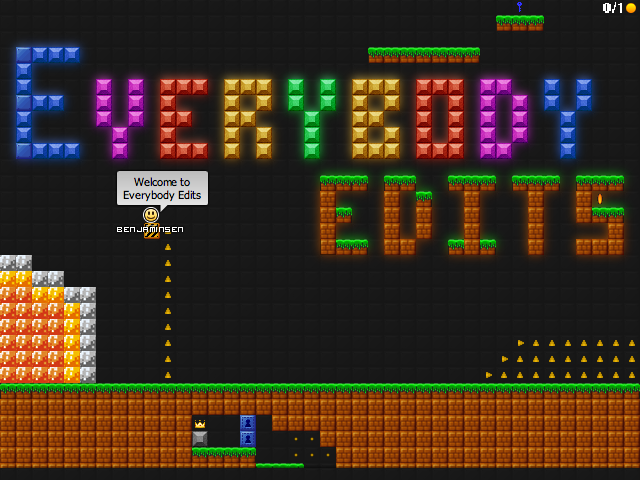 0/1
EVERYBODY
EDITS
Welcome to
Everybody Edits
BENJAMINSEN